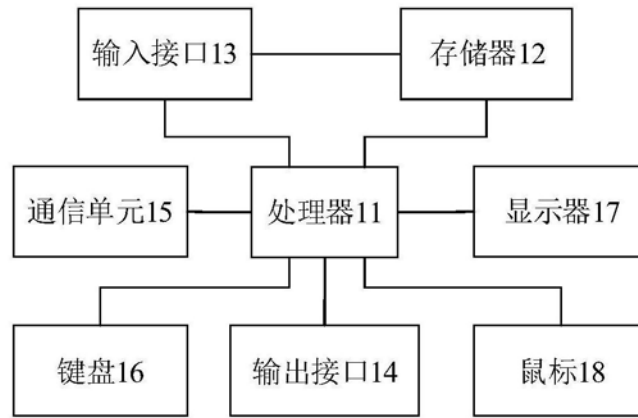 输入接口13
存储器12
通信单元15
处理器11
显示器17
键盘16
输出接口14
鼠标18